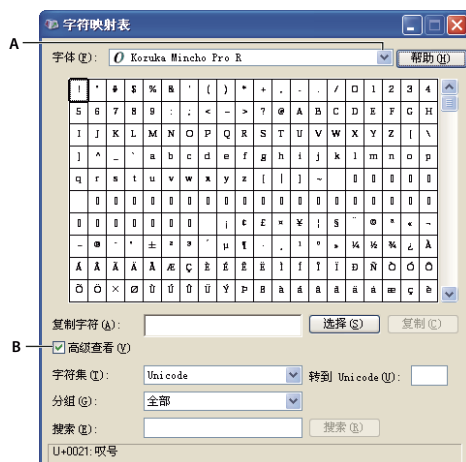 字符映射表
A
字体(F): O Kozuka Mincho Pro R 帮助(H)
! " # $ % & ' ( ) * + , - . / 0 1 2 3 4
5 6 7 8 9 : ; < = > ? @ A B C D E F G H
I J K L M N O P Q R S T U V W X Y Z [ \
] ^ _ ` a b c d e f g h i j k l m n o p
q r s t u v w x y z { | } ~
¡ ¢ £ ¤ ¥ ¦ § ¨ © ª « ¬
- ® ¯ ° ± ² ³ ´ µ ¶ · ¸ ¹ º » ¼ ½ ¾ ¿ À
Á Â Ã Ä Å Æ Ç È É Ê Ë Ì Í Î Ï Ð Ñ Ò Ó Ô
Õ Ö × Ø Ù Ú Û Ü Ý Þ ß à á â ã ä å æ ç è
复制字符(A): 选择(S) 复制(C)
B
高级查看(V)
字符集(T): Unicode 转到 Unicode(U):
分组(G): 全部
搜索(E): 搜索(R)
U+0021: 叹号